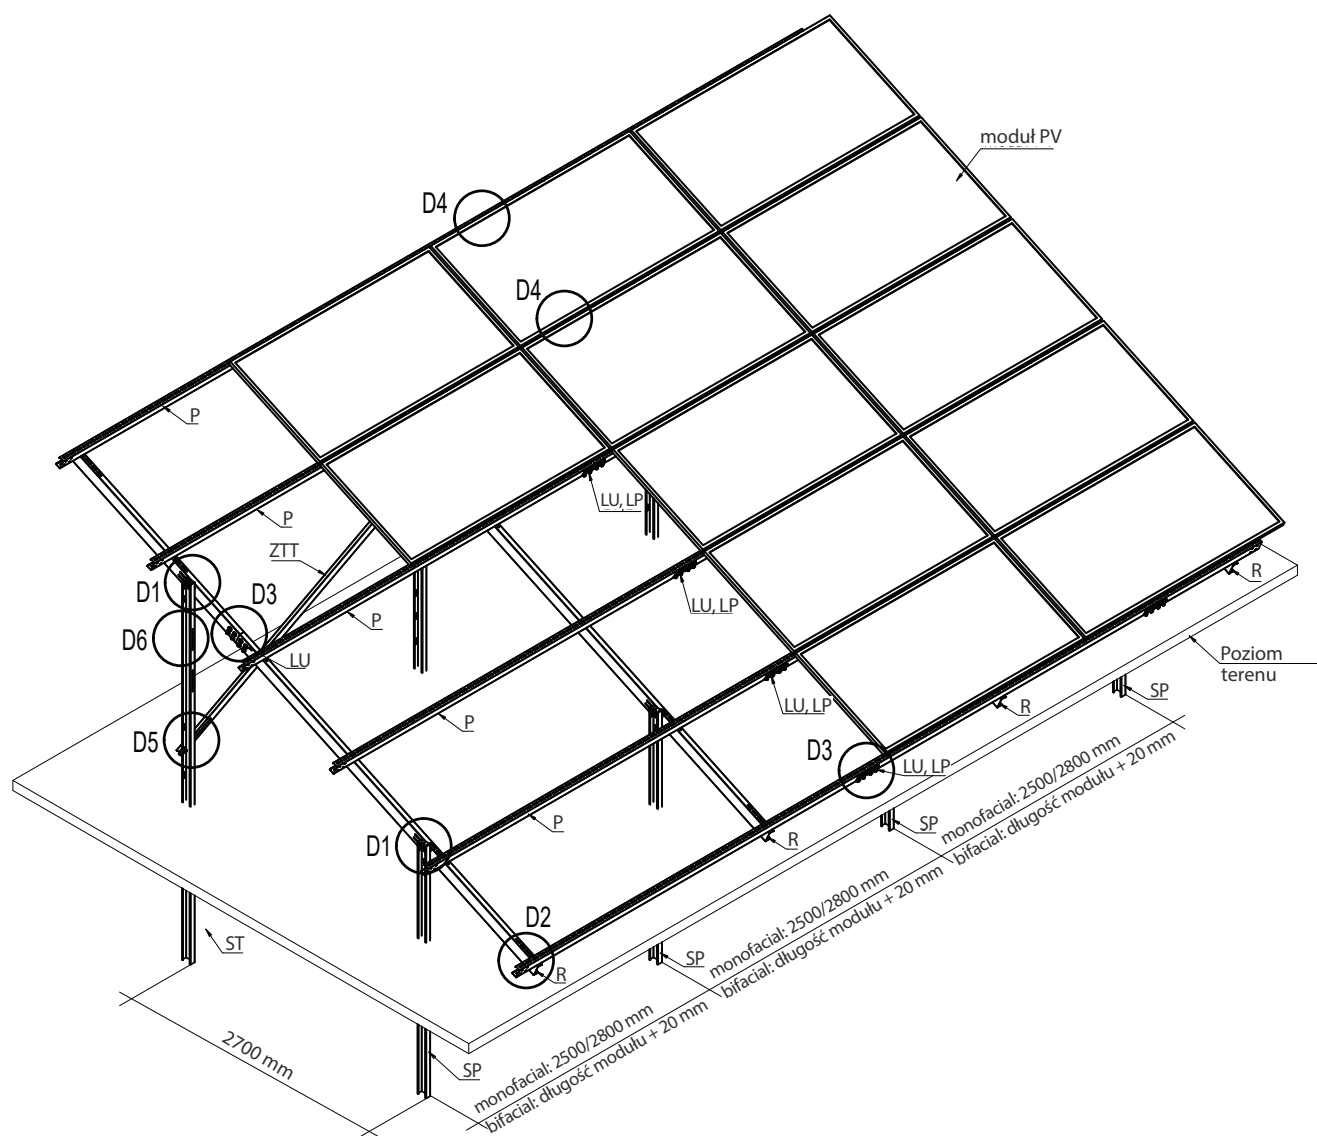 moduł PV
D4
D4
P
P
LU, LP
ZTT
D1
D3
R
LU, LP
P
D6
LU
Poziom
terenu
SP
LU, LP
R
P
D5
D3
LU, LP
P
SP
monofacial: 2500/2800 mm
bifacial: długość modułu + 20 mm
D1
R
D2
ST
SP
R
monofacial: 2500/2800 mm
bifacial: długość modułu + 20 mm
2700 mm
SP
monofacial: 2500/2800 mm
bifacial: długość modułu + 20 mm